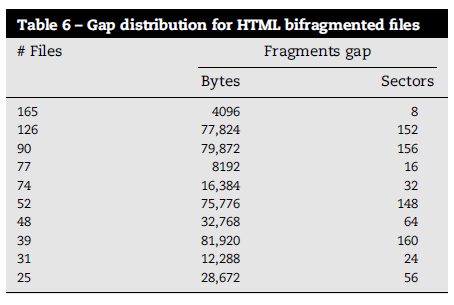 Table 6 – Gap distribution for HTML bifragmented files
# Files Fragments gap
Bytes Sectors
165 4096 8
126 77,824 152
90 79,872 156
77 8192 16
74 16,384 32
52 75,776 148
48 32,768 64
39 81,920 160
31 12,288 24
25 28,672 56